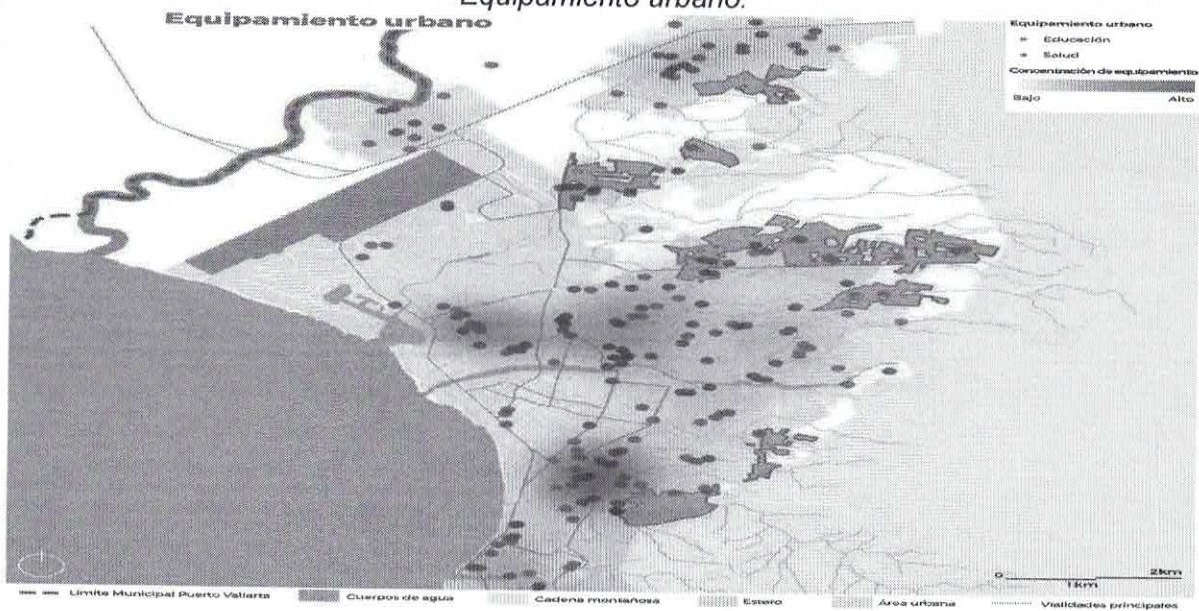 Equipamiento urbano.
Equipamiento urbano
Equipamiento urbano
Educación
Salud
Concentración de equipamiento
Bajo Alto
0 1km 2km
Límite Municipal Puerto Vallarta Cuerpos de agua Cadena montañosa Estero Área urbana Vialidades principales